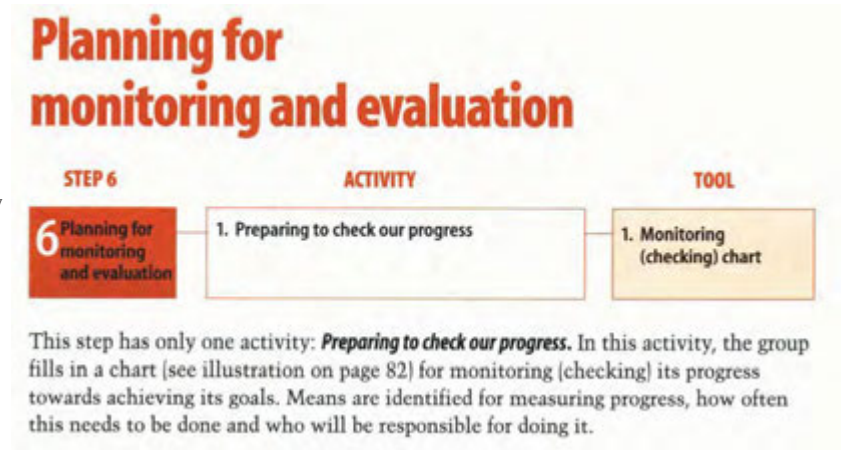 Planning for
monitoring and evaluation
STEP 6 ACTIVITY TOOL
6 Planning for
monitoring
and evaluation
1. Preparing to check our progress
1. Monitoring
(checking) chart
This step has only one activity: Preparing to check our progress. In this activity, the group
fills in a chart (see illustration on page 82) for monitoring (checking) its progress
towards achieving its goals. Means are identified for measuring progress, how often
this needs to be done and who will be responsible for doing it.